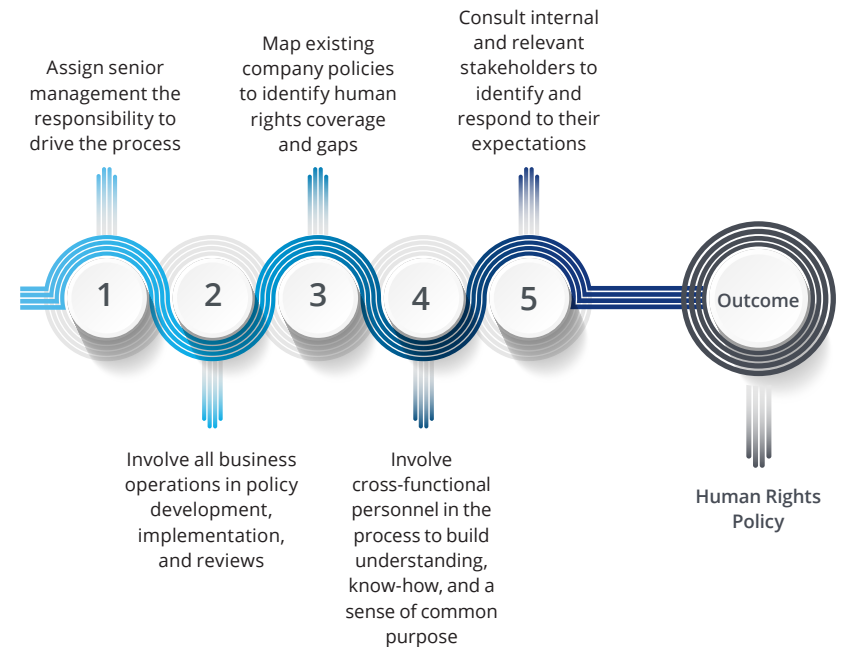 Assign senior
management the
responsibility to
drive the process
Map existing
company policies
to identify human
rights coverage
and gaps
Consult internal
and relevant
stakeholders to
identify and
respond to their
expectations
1
2
3
4
5
Outcome
Involve all business
operations in policy
development,
implementation,
and reviews
Involve
cross-functional
personnel in the
process to build
understanding,
know-how, and a
sense of common
purpose
Human Rights
Policy